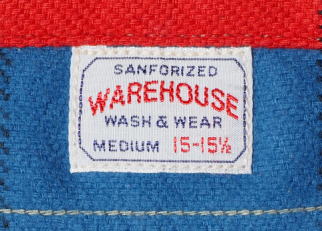 SANFORIZED
WAREHOUSE
WASH & WEAR
MEDIUM 15-15½